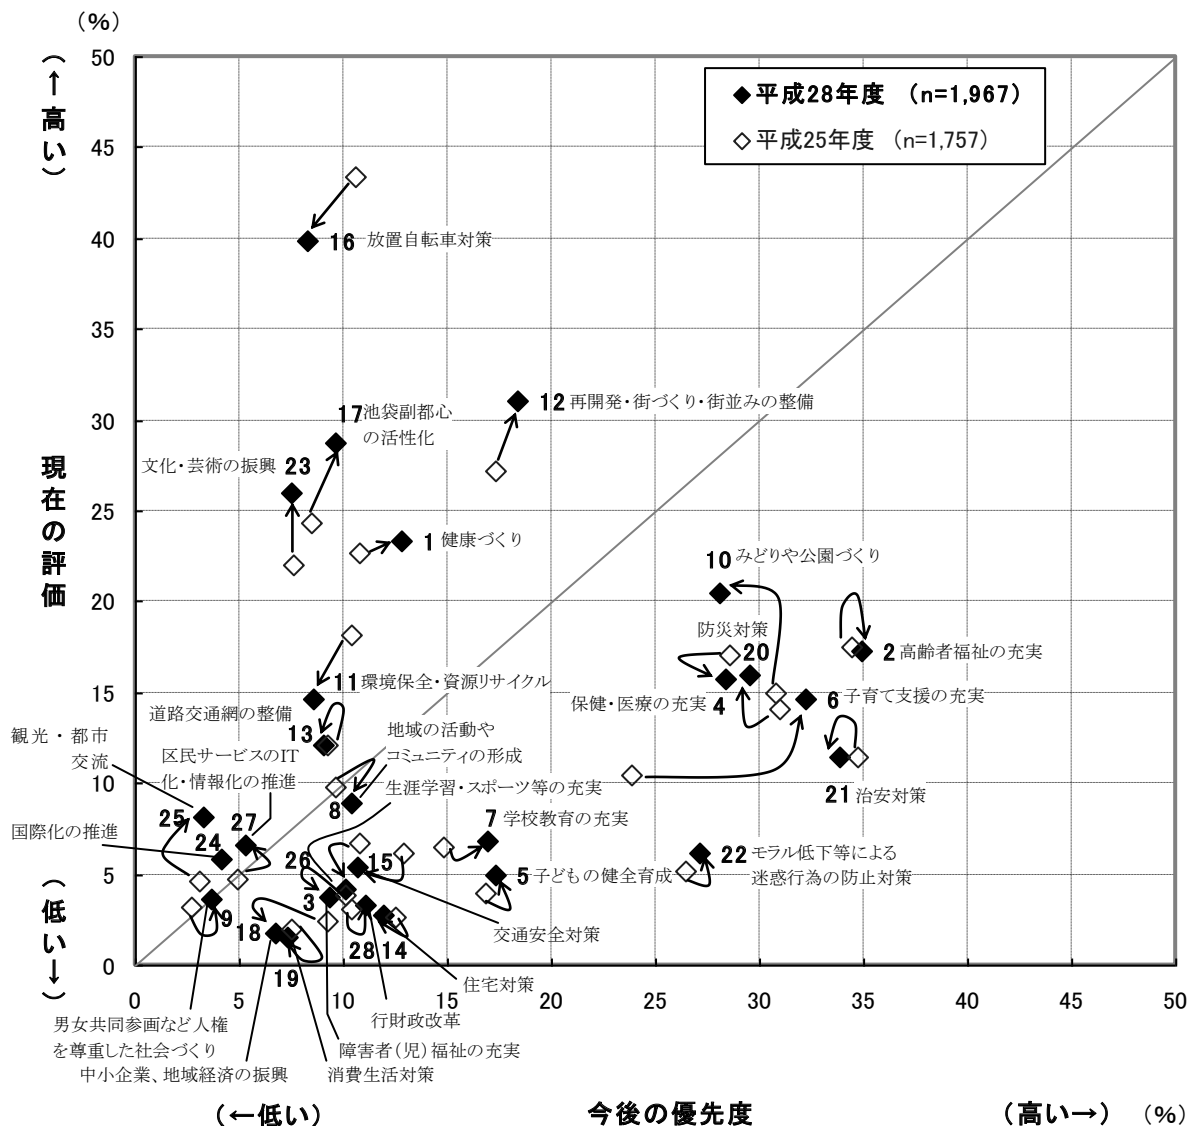 （％）
（←高い）
現在の評価
（低い→）
50
45
40
35
30
25
20
15
10
5
0
◆平成28年度 （n=1,967）
◇平成25年度 （n=1,757）
16 放置自転車対策
12 再開発・街づくり・街並みの整備
17 池袋副都心
の活性化
文化・芸術の振興 23
1 健康づくり
10 みどりや公園づくり
防災対策
20
2 高齢者福祉の充実
11 環境保全・資源リサイクル
保健・医療の充実 4
6 子育て支援の充実
道路交通網の整備
13
地域の活動や
コミュニティの形成
8
観光・都市
交流
25
区民サービスのIT
化・情報化の推進
27
生涯学習・スポーツ等の充実
26
21 治安対策
国際化の推進 24
7 学校教育の充実
15
22 モラル低下等による
迷惑行為の防止対策
5 子どもの健全育成
3
9
18
19
28
14
交通安全対策
住宅対策
行財政改革
男女共同参画など人権
を尊重した社会づくり
障害者（児）福祉の充実
中小企業、地域経済の振興
消費生活対策
0 5 10 15 20 25 30 35 40 45 50
（←低い） 今後の優先度 （高い→） （％）